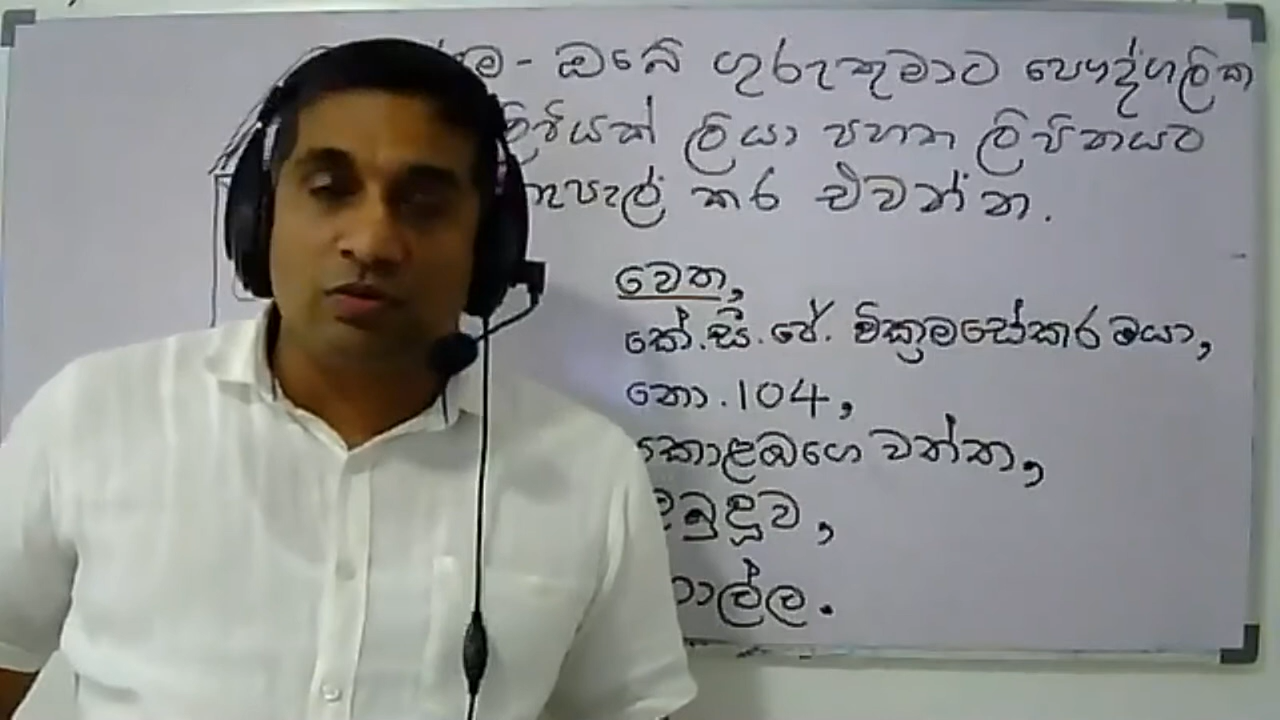 - ඔබේ ගුරුතුමාට පෞද්ගලික
ලියා පහත ලිපිනයට
කර එවන්න.
වෙත,
කේ.සී.ජේ. වික්‍රමසේකර මයා,
නො.104,
කොළඹගෙ වත්ත,